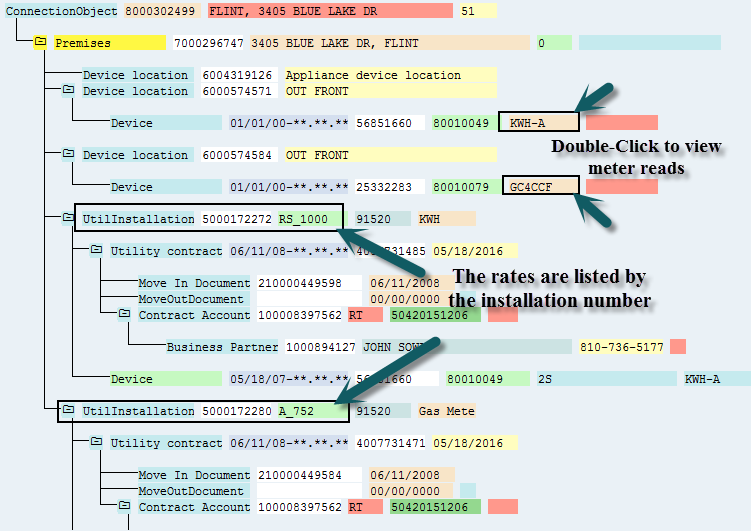 ConnectionObject 8000302499 FLINT, 3405 BLUE LAKE DR 51
Premises 7000296747 3405 BLUE LAKE DR, FLINT 0
Device location 6004319126 Appliance device location
Device location 6000574571 OUT FRONT
Device 01/01/00-**.**.** 56851660 80010049 KWH-A
Double-Click to view
meter reads
Device location 6000574584 OUT FRONT
Device 01/01/00-**.**.** 25332283 80010079 GC4CCF
UtilInstallation 5000172272 RS_1000 91520 KWH
Utility contract 06/11/08-**.**.** 1485 05/18/2016
The rates are listed by
the installation number
Move In Document 210000449598 06/11/2008
MoveOutDocument 00/00/0000
Contract Account 100008397562 RT 50420151206
Business Partner 1000894127 JOHN 810-736-5177
Device 05/18/07-**.**.** 1660 80010049 2S KWH-A
UtilInstallation 5000172280 A_752 91520 Gas Mete
Utility contract 06/11/08-**.**.** 4007731471 05/18/2016
Move In Document 210000449584 06/11/2008
MoveOutDocument 00/00/0000
Contract Account 100008397562 RT 50420151206